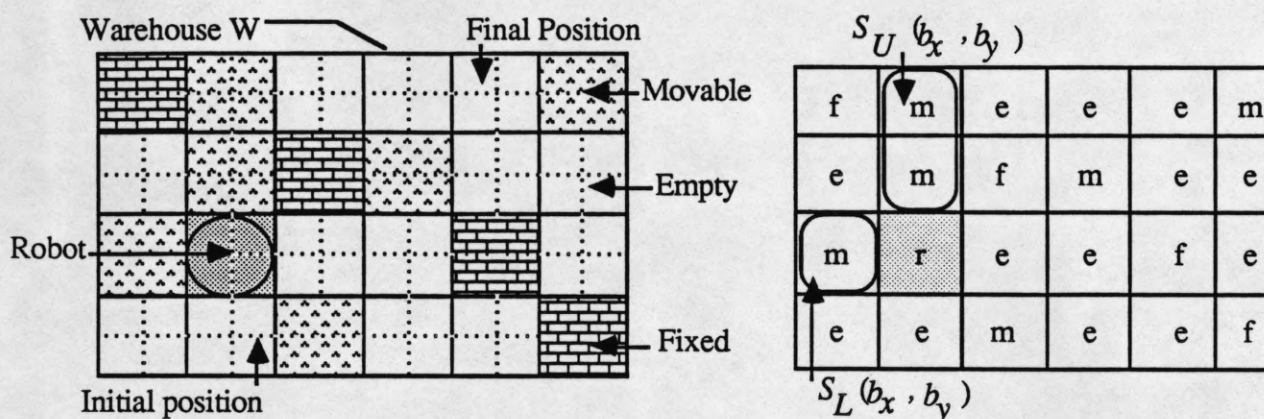 Warehouse W
Final Position
Movable
Empty
Robot
Fixed
Initial position
S_U (b_x , b_y )
f m e e e m
e m f m e e
m r e e f e
e e m e e f
S_L (b_x , b_y )